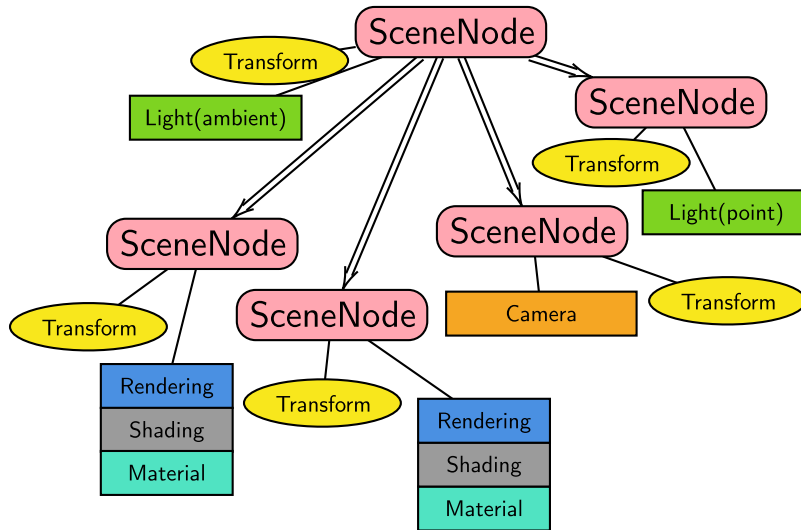 SceneNode
Transform
Light(ambient)
SceneNode
Transform
Light(point)
SceneNode
SceneNode
Transform
Camera
SceneNode
Transform
Rendering
Shading
Material
Transform
Rendering
Shading
Material